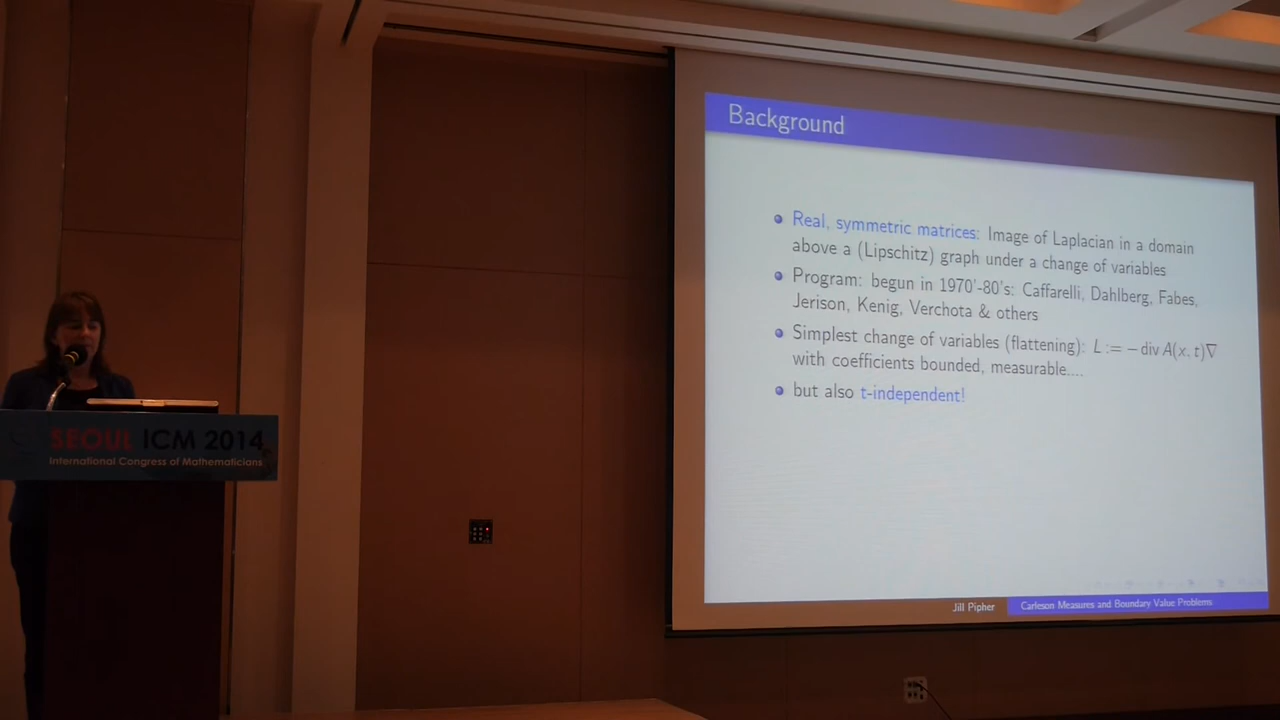 Background
Real, symmetric matrices: Image of Laplacian in a domain
above a (Lipschitz) graph under a change of variables
Program: begun in 1970'-80's: Caffarelli, Dahlberg, Fabes,
Jerison, Kenig, Verchota & others
Simplest change of variables (flattening): L := − div A(x, t)∇
with coefficients bounded, measurable....
but also t-independent!
Jill Pipher
Carleson Measures and Boundary Value Problems
SEOUL ICM 2014
International Congress of Mathematicians